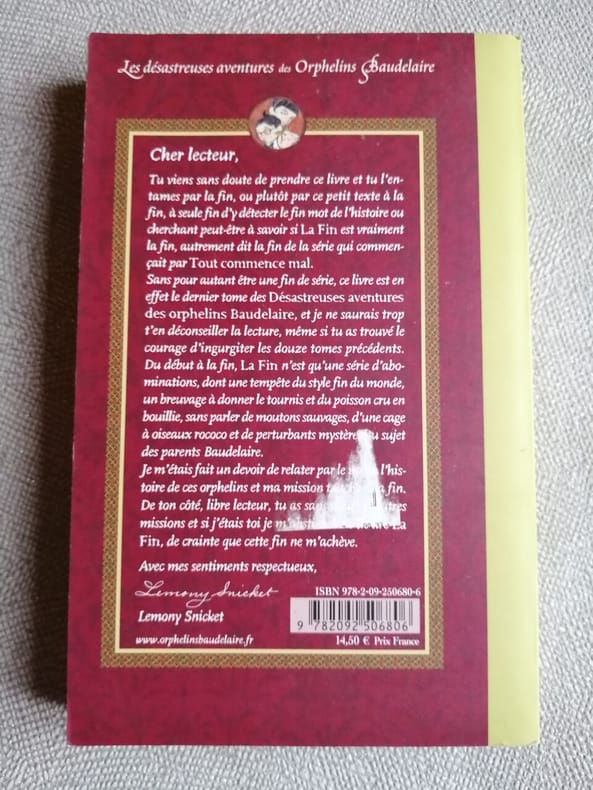 Les désastreuses aventures des Orphelins Baudelaire
Cher lecteur,
Tu viens sans doute de prendre ce livre et tu l'en-
tames par la fin, ou plutôt par ce petit texte à la
fin, à seule fin d'y détecter le fin mot de l'histoire ou
cherchant peut-être à savoir si La Fin est vraiment
la fin, autrement dit la fin de la série qui commen-
çait par Tout commence mal.
Sans pour autant être une fin de série, ce livre est en
effet le dernier tome des Désastreuses aventures
des orphelins Baudelaire, et je ne saurais trop
t'en déconseiller la lecture, même si tu as trouvé le
courage d'ingurgiter les douze tomes précédents.
Du début à la fin, La Fin n'est qu'une série d'abo-
minations, dont une tempête du style fin du monde,
un breuvage à donner le tournis et du poisson cru en
bouillie, sans parler de moutons sauvages, d'une cage
à oiseaux rococo et de perturbants mystères au sujet
des parents Baudelaire.
Je m'étais fait un devoir de relater par le l'his-
toire de ces orphelins et ma mission la fin.
De ton côté, libre lecteur, tu as
missions et si j'étais toi je La
Fin, de crainte que cette fin ne m'achève.
Avec mes sentiments respectueux,
Lemony Snicket
Lemony Snicket
www.orphelinsbaudelaire.fr
ISBN 978-2-09-250680-6
9 782092 506806
14,50 € Prix France